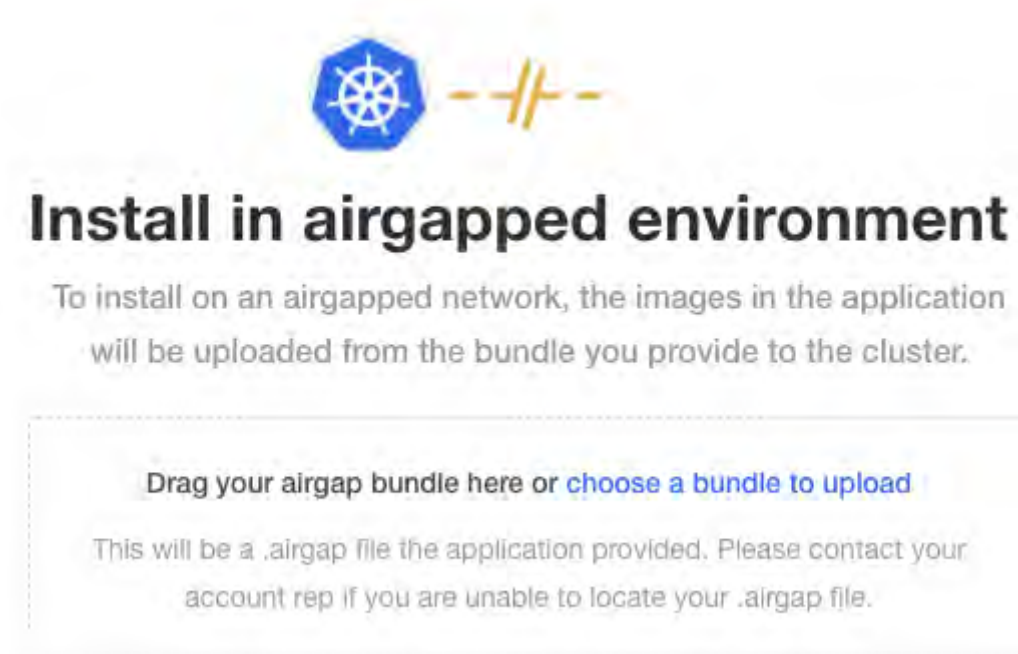 Install in airgapped environment
To install on an airgapped network, the images in the application
will be uploaded from the bundle you provide to the cluster.
Drag your airgap bundle here or choose a bundle to upload
This will be a .airgap file the application provided. Please contact your
account rep if you are unable to locate your .airgap file.